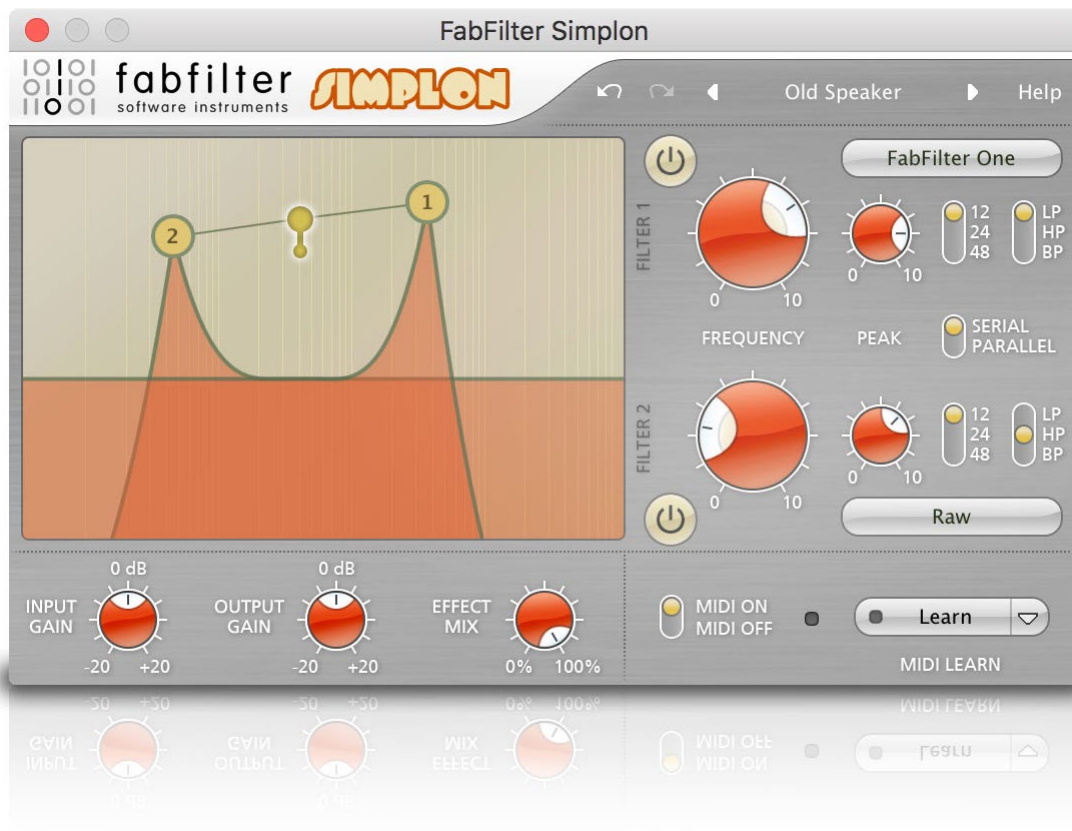 FabFilter Simplon
fabfilter
software instruments
SIMPLON
Old Speaker
Help
2
1
FILTER 1
FabFilter One
0 10
0 10
12
24
48
LP
HP
BP
FREQUENCY
PEAK
SERIAL
PARALLEL
FILTER 2
0 10
0 10
12
24
48
LP
HP
BP
Raw
INPUT
GAIN
0 dB
-20 +20
OUTPUT
GAIN
0 dB
-20 +20
EFFECT
MIX
0% 100%
MIDI ON
MIDI OFF
Learn
MIDI LEARN